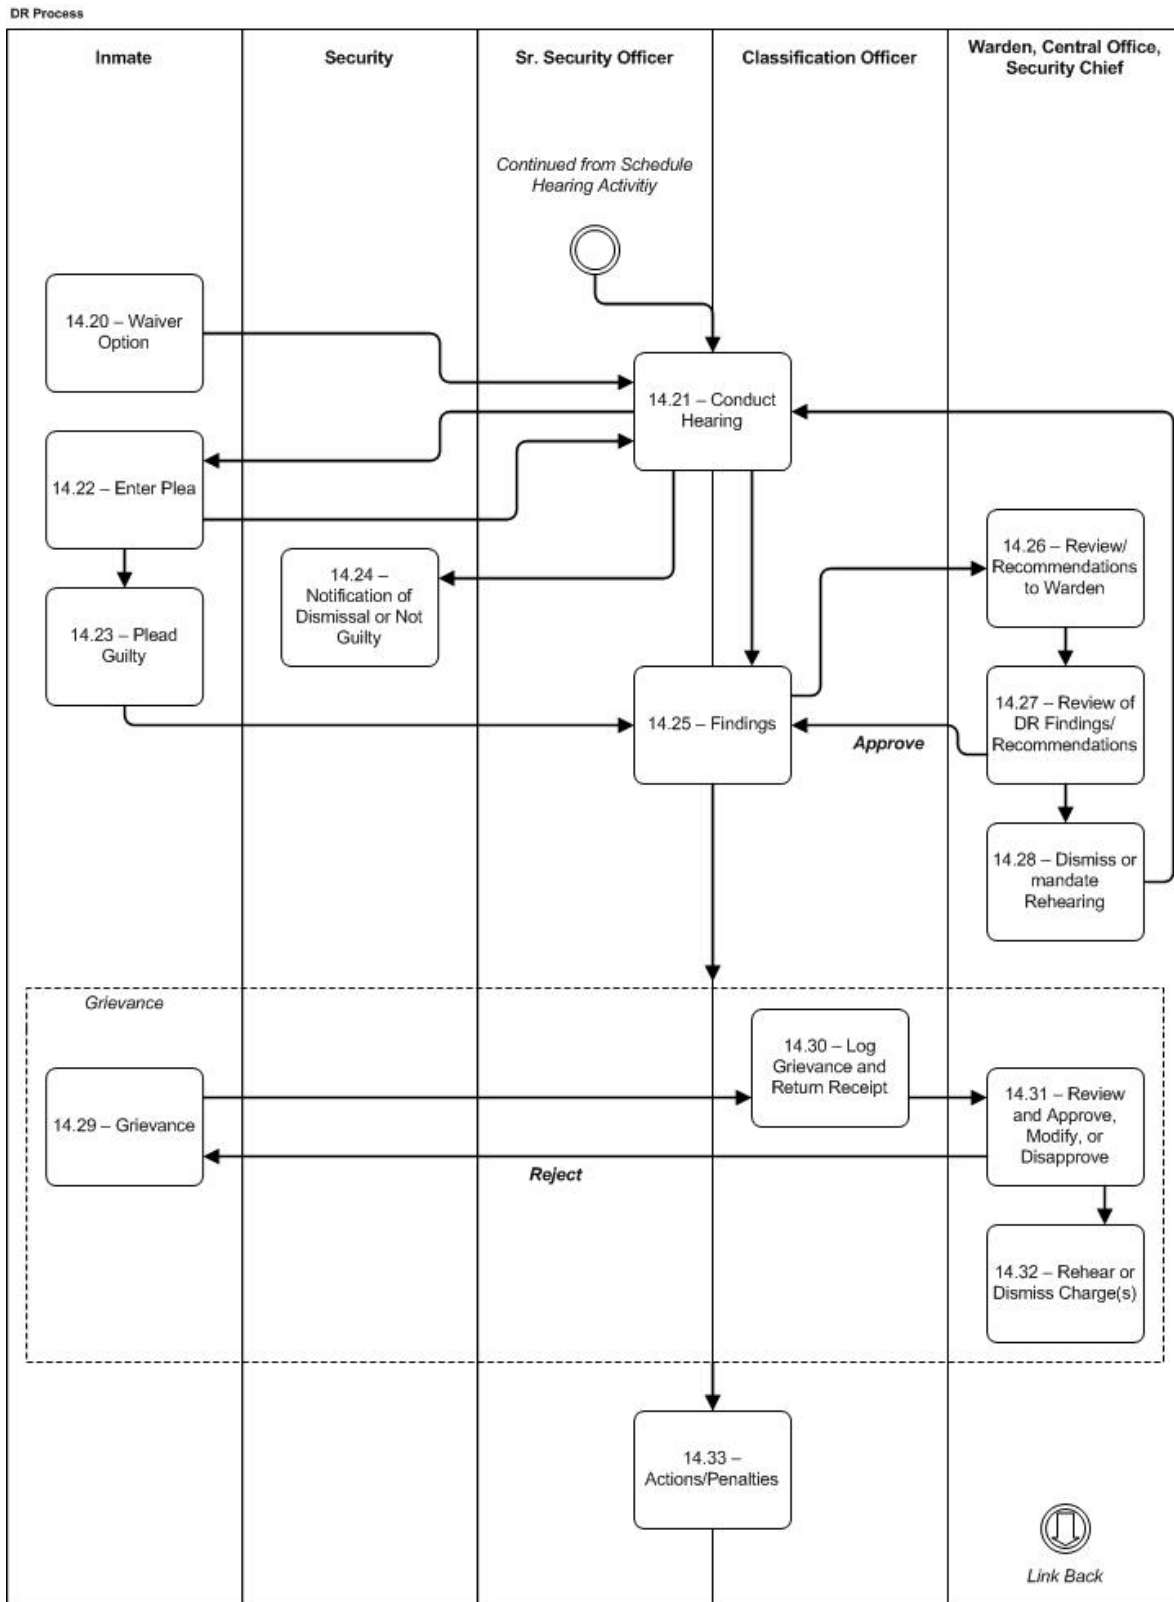 DR Process
Inmate
Security
Sr. Security Officer
Classification Officer
Warden, Central Office,
Security Chief
Continued from Schedule
Hearing Activitiy
14.20 – Waiver
Option
14.21 – Conduct
Hearing
14.22 – Enter Plea
14.23 – Plead
Guilty
14.24 –
Notification of
Dismissal or Not
Guilty
14.25 – Findings
14.26 – Review/
Recommendations
to Warden
14.27 – Review of
DR Findings/
Recommendations
Approve
14.28 – Dismiss or
mandate
Rehearing
Grievance
14.29 – Grievance
14.30 – Log
Grievance and
Return Receipt
14.31 – Review
and Approve,
Modify, or
Disapprove
Reject
14.32 – Rehear or
Dismiss Charge(s)
14.33 –
Actions/Penalties
Link Back